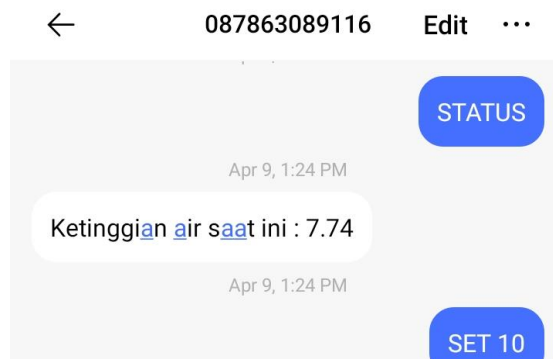 087863089116 Edit ...
STATUS
Apr 9, 1:24 PM
Ketinggian air saat ini : 7.74
Apr 9, 1:24 PM
SET 10